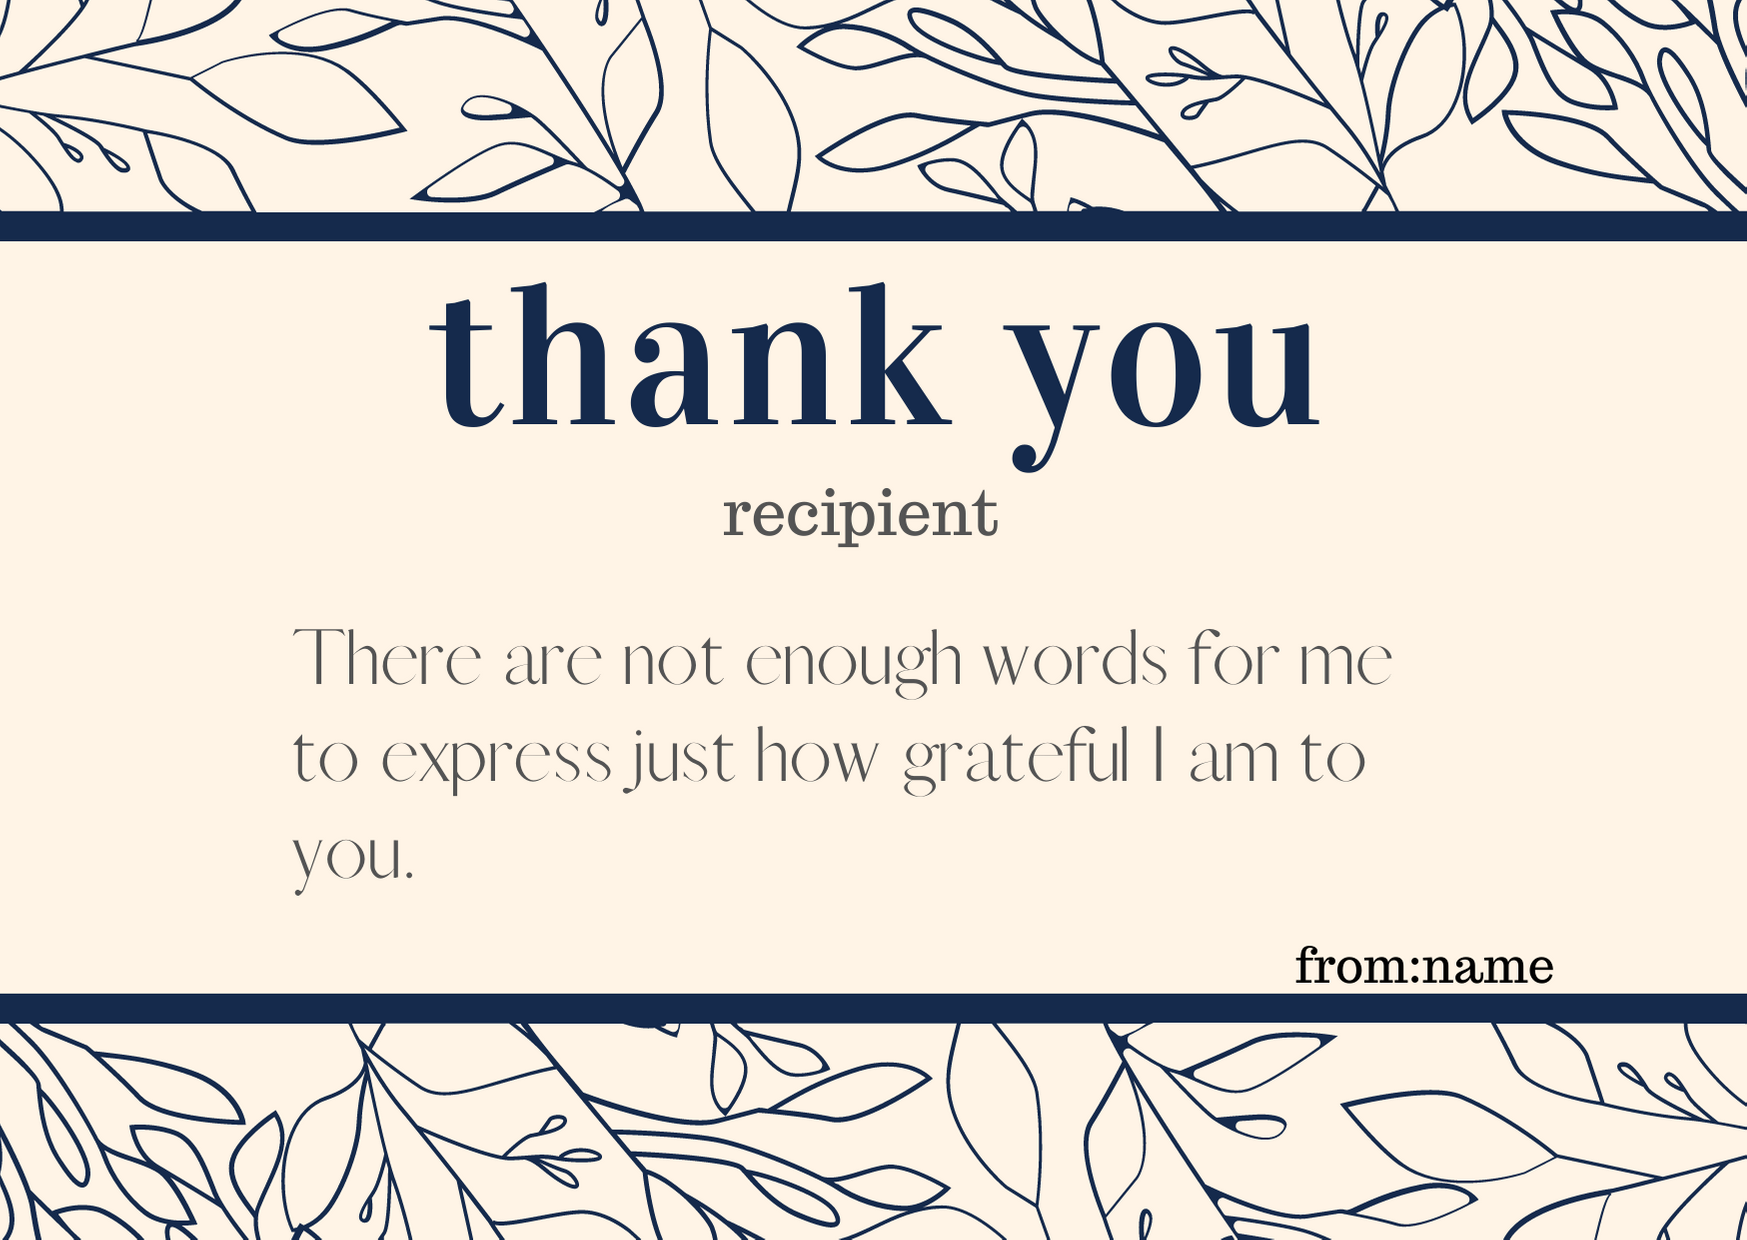 thank you
recipient
There are not enough words for me
to express just how grateful I am to
you.
from:name